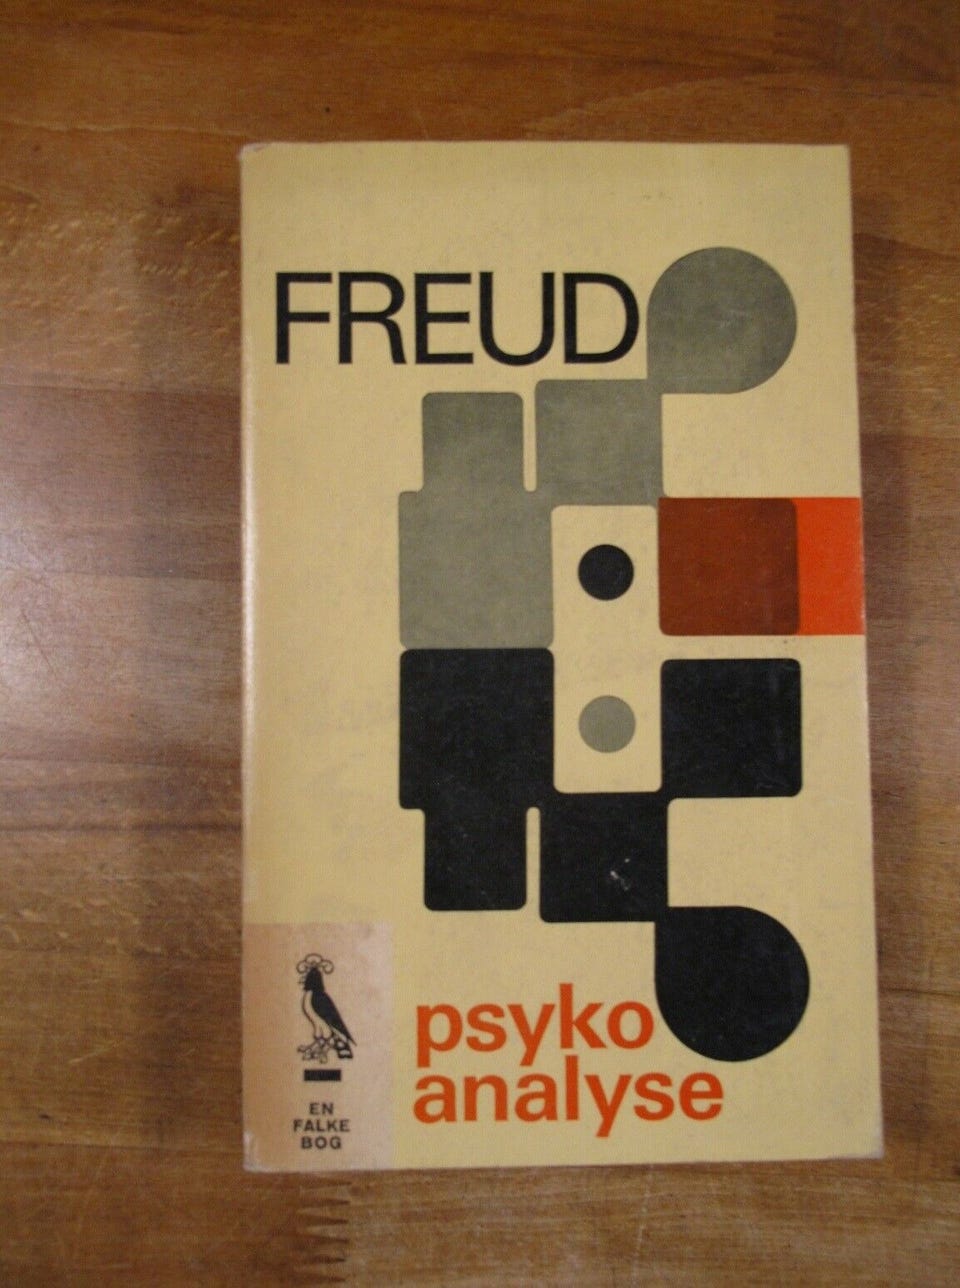 FREUD
psyko
analyse
EN
FALKE
BOG